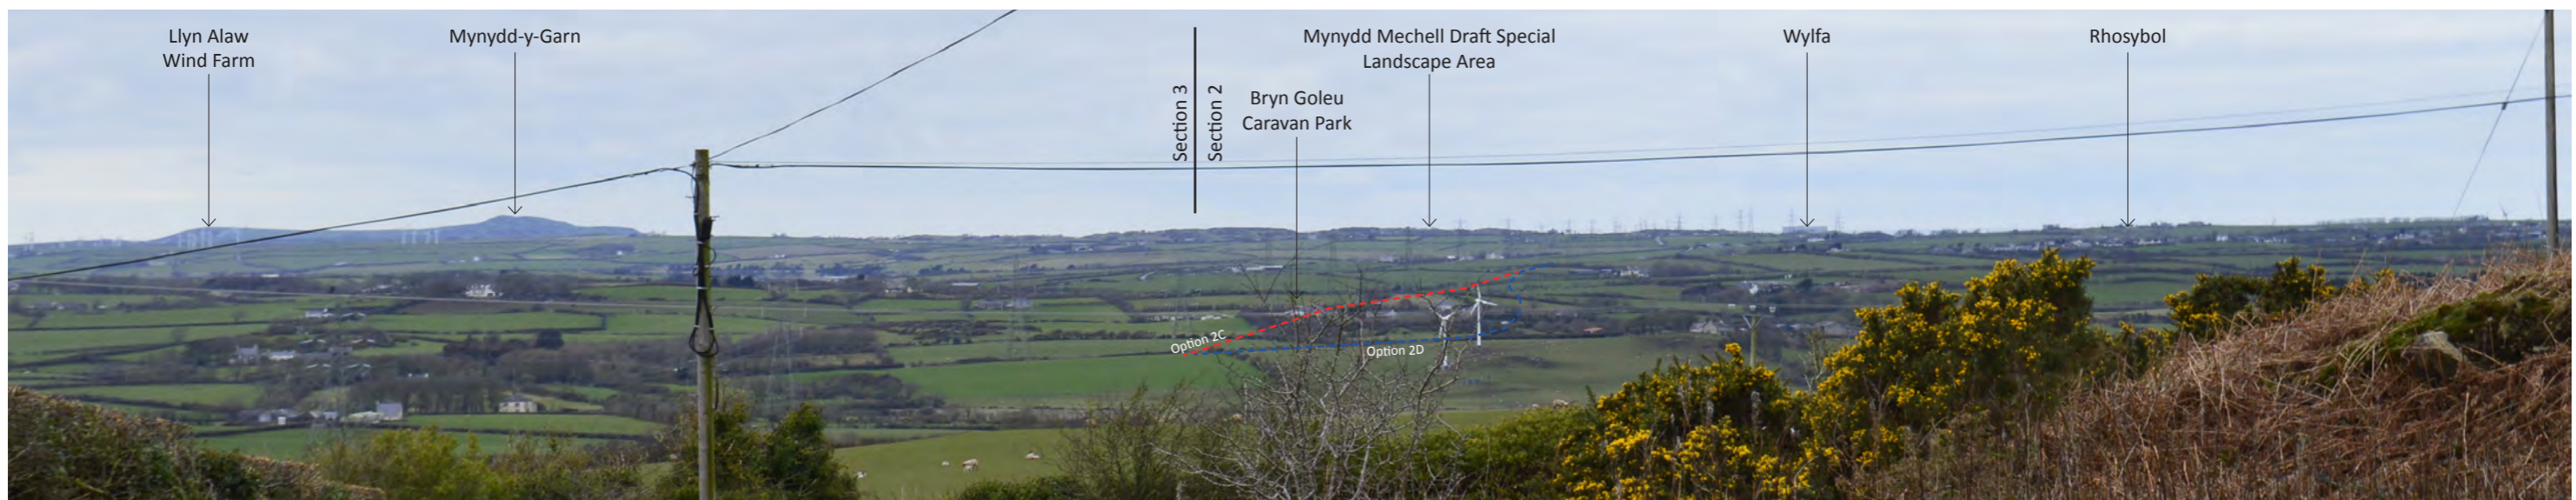 Llyn Alaw
Wind Farm
Mynydd-y-Garn
Section 3
Section 2
Bryn Goleu
Caravan Park
Mynydd Mechell Draft Special
Landscape Area
Wylfa
Rhosybol
Option 2C
Option 2D